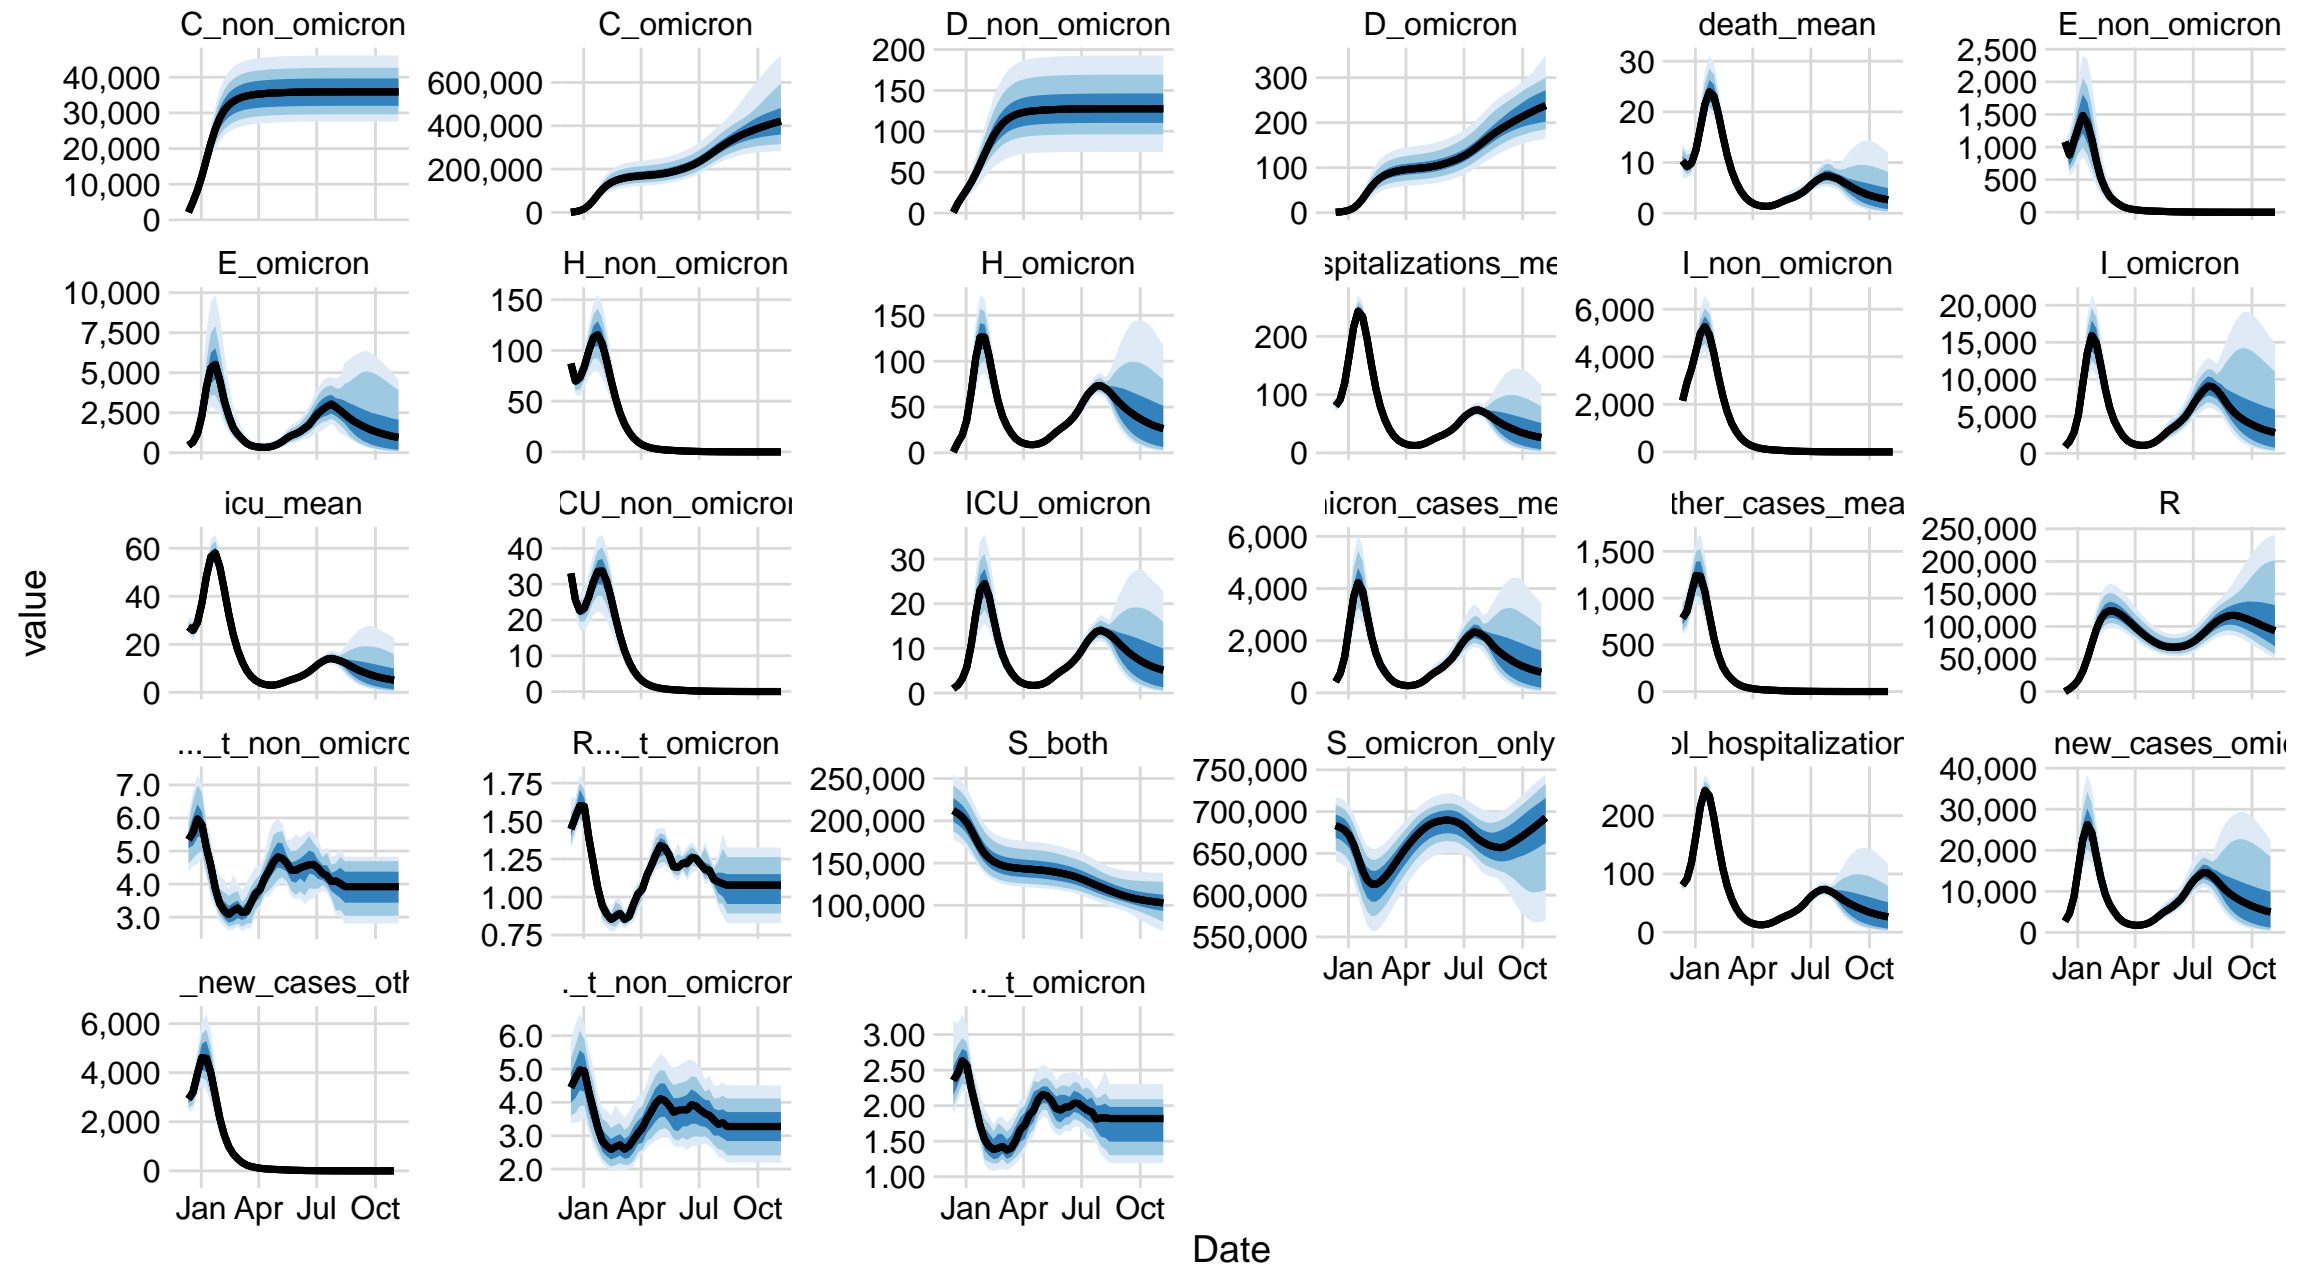 C_non_omicron C_omicron D_non_omicron D_omicron death_mean E_non_omicron
40,000 30,000 20,000 10,000 0
600,000 400,000 200,000 0
200 150 100 50 0
300 200 100 0
30 20 10 0
2,500 2,000 1,500 1,000 500 0
E_omicron H_non_omicron H_omicron spitalizations_me I_non_omicron I_omicron
10,000 7,500 5,000 2,500 0
150 100 50 0
150 100 50 0
200 100 0
6,000 4,000 2,000 0
20,000 15,000 10,000 5,000 0
icu_mean CU_non_omicron ICU_omicron icron_cases_me ther_cases_mea R
60 40 20 0
40 30 20 10 0
30 20 10 0
6,000 4,000 2,000 0
1,500 1,000 500 0
250,000 200,000 150,000 100,000 50,000 0
value
..._t_non_omicro R..._t_omicron S_both S_omicron_only ol_hospitalization new_cases_omi
7.0 6.0 5.0 4.0 3.0
1.75 1.50 1.25 1.00 0.75
250,000 200,000 150,000 100,000
750,000 700,000 650,000 600,000 550,000
200 100 0
40,000 30,000 20,000 10,000 0
Jan Apr Jul Oct
Jan Apr Jul Oct
Jan Apr Jul Oct
_new_cases_oth ._t_non_omicron .._t_omicron
6,000 4,000 2,000 0
6.0 5.0 4.0 3.0 2.0
3.00 2.50 2.00 1.50 1.00
Jan Apr Jul Oct
Jan Apr Jul Oct
Jan Apr Jul Oct
Date